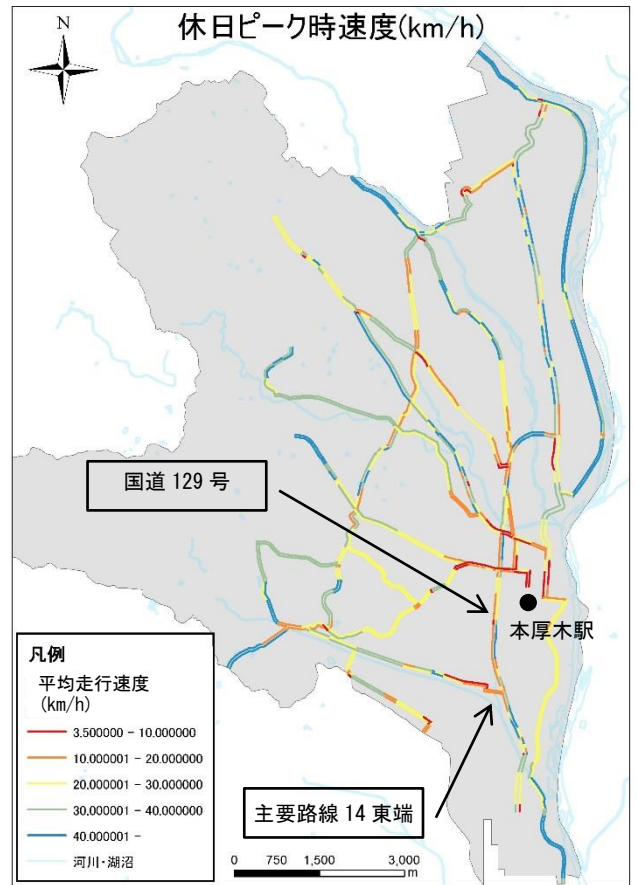 休日ピーク時速度(km/h)
N
国道 129 号
本厚木駅
凡例
平均走行速度
(km/h)
3.500000 - 10.000000
10.000001 - 20.000000
20.000001 - 30.000000
30.000001 - 40.000000
40.000001 -
河川・湖沼
主要路線 14 東端
0 750 1,500 3,000
m